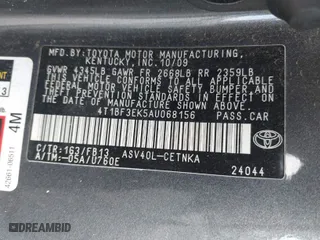 MFD. BY:TOYOTA MOTOR MANUFACTURING,
KENTUCKY, INC. 10/09
GVWR 4345LB GAWR FR 2668LB RR 2359LB
THIS VEHICLE CONFORMS TO ALL APPLICABLE
FEDERAL MOTOR VEHICLE SAFETY, BUMPER, AND
THEFT PREVENTION STANDARDS IN EFFECT ON
THE DATE OF MANUFACTURE SHOWN ABOVE.
4T1BF3EK5AU068156
PASS.CAR
C/TR:163/FB13 ASV40L-CETNKA
A/TM:-05A/U760E
24044
TOYOTA
4M